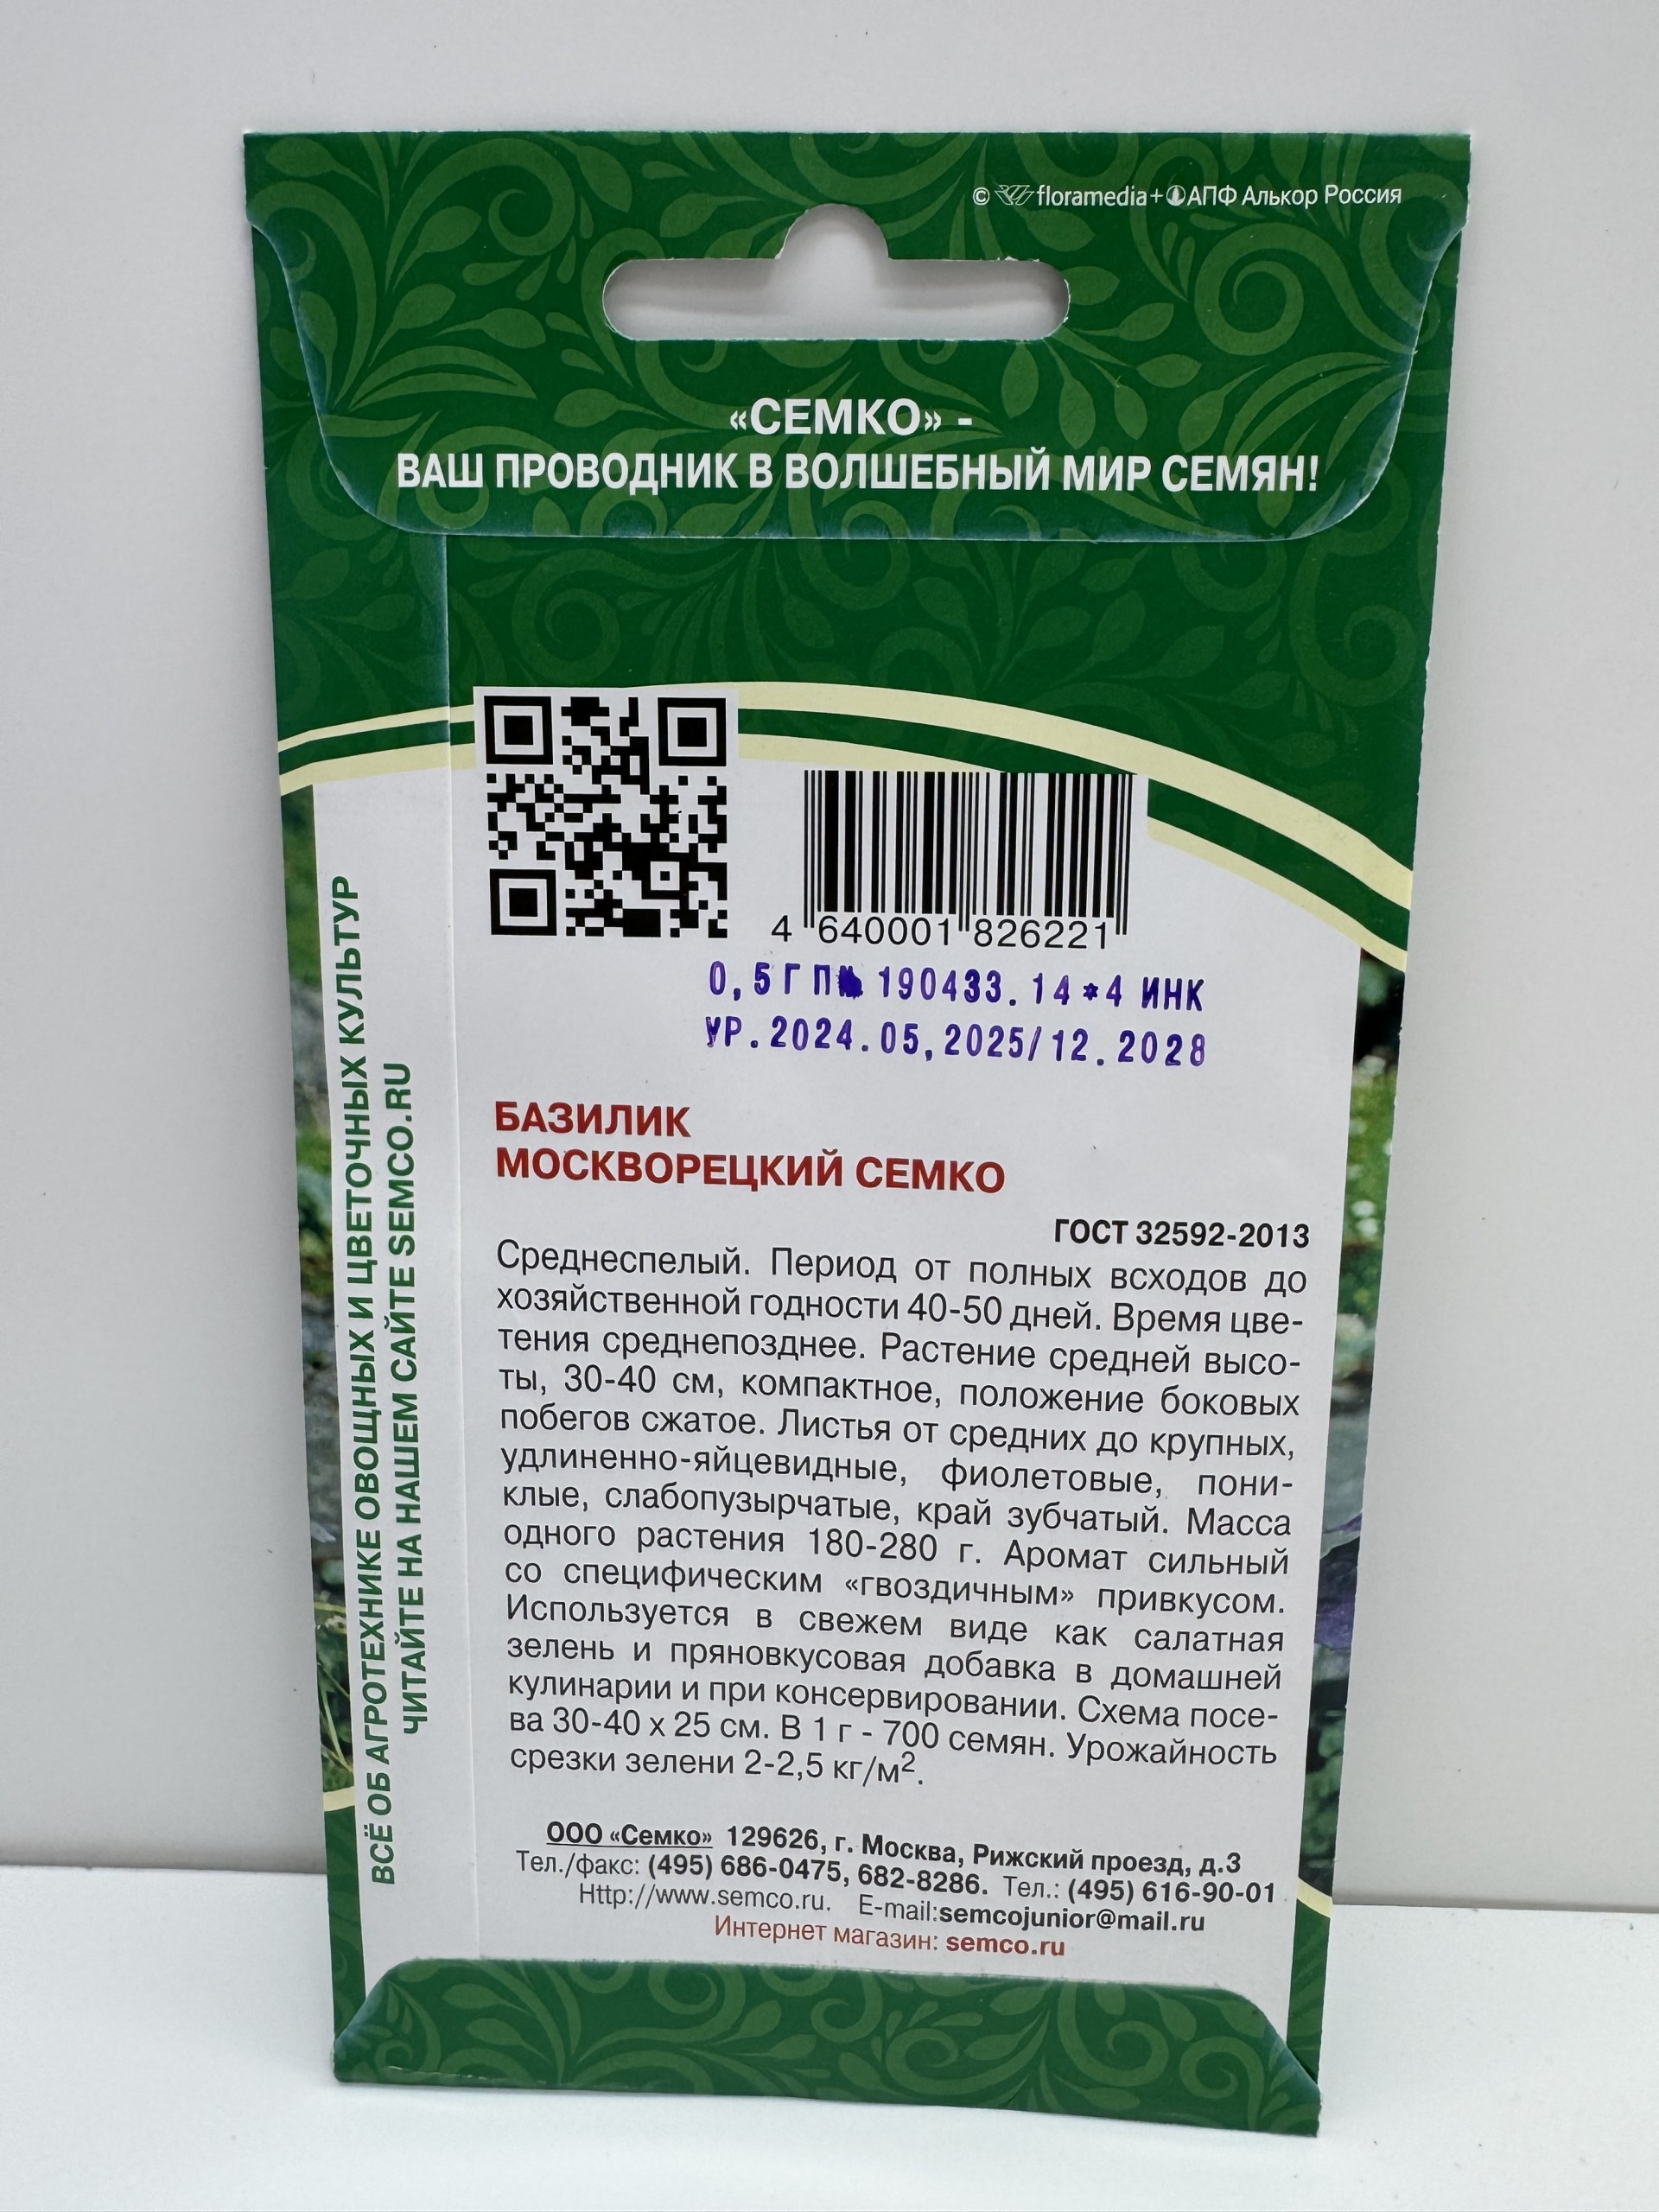 © floramedia+АПФ Алькор Россия
«СЕМКО» -
ВАШ ПРОВОДНИК В ВОЛШЕБНЫЙ МИР СЕМЯН!
4 640001 826221
0,5 Г П№ 190433.14*4 ИНК
УР.2024.05,2025/12.2028
БАЗИЛИК
МОСКВОРЕЦКИЙ СЕМКО
ГОСТ 32592-2013
Среднеспелый. Период от полных всходов до
хозяйственной годности 40-50 дней. Время цве-
тения среднепозднее. Растение средней высо-
ты, 30-40 см, компактное, положение боковых
побегов сжатое. Листья от средних до крупных,
удлиненно-яйцевидные, фиолетовые, пони-
клые, слабопузырчатые, край зубчатый. Масса
одного растения 180-280 г. Аромат сильный
со специфическим «гвоздичным» привкусом.
Используется в свежем виде как салатная
зелень и пряновкусовая добавка в домашней
кулинарии и при консервировании. Схема посе-
ва 30-40 х 25 см. В 1 г - 700 семян. Урожайность
срезки зелени 2-2,5 кг/м².
ООО «Семко» 129626, г. Москва, Рижский проезд, д.3
Тел./факс: (495) 686-0475, 682-8286. Тел.: (495) 616-90-01
Http://www.semco.ru. E-mail:semcojunior@mail.ru
Интернет магазин: semco.ru
ВСЁ ОБ АГРОТЕХНИКЕ ОВОЩНЫХ И ЦВЕТОЧНЫХ КУЛЬТУР
ЧИТАЙТЕ НА НАШЕМ САЙТЕ SEMCO.RU